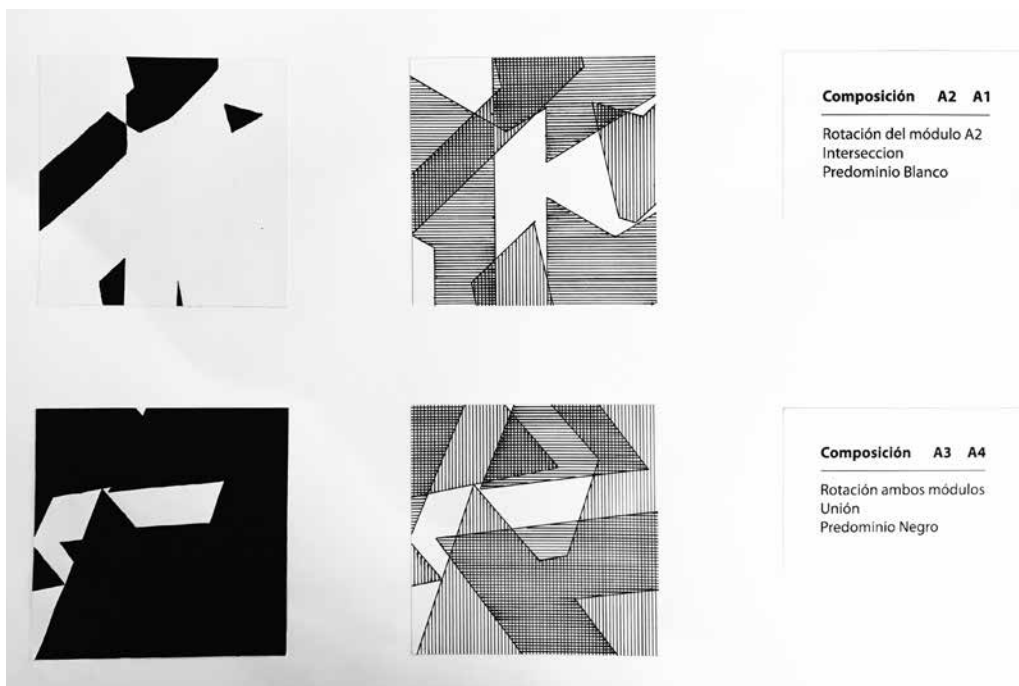 Composición A2 A1
Rotación del módulo A2
Interseccion
Predominio Blanco
Composición A3 A4
Rotación ambos módulos
Unión
Predominio Negro